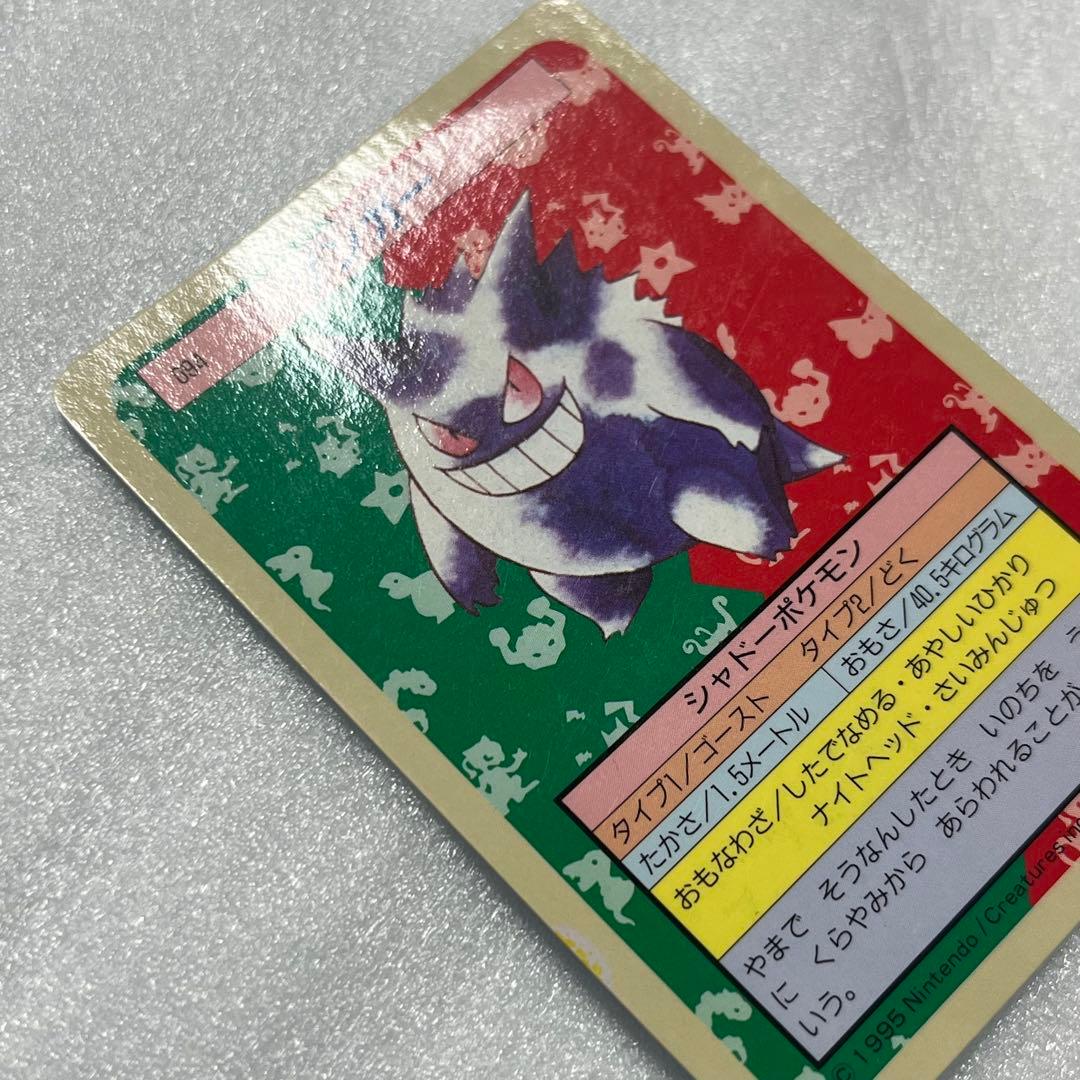 094
シャドーポケモン
タイプ1/ゴースト タイプ2/どく
たかさ/1.5メートル おもさ/40.5キログラム
おもなわざ/したでなめる・あやしいひかり
ナイトヘッド・さいみんじゅつ
やまで そうなんしたとき いのちを
に くらやみから あらわれることが
いう。
© 1995 Nintendo / Creatures inc